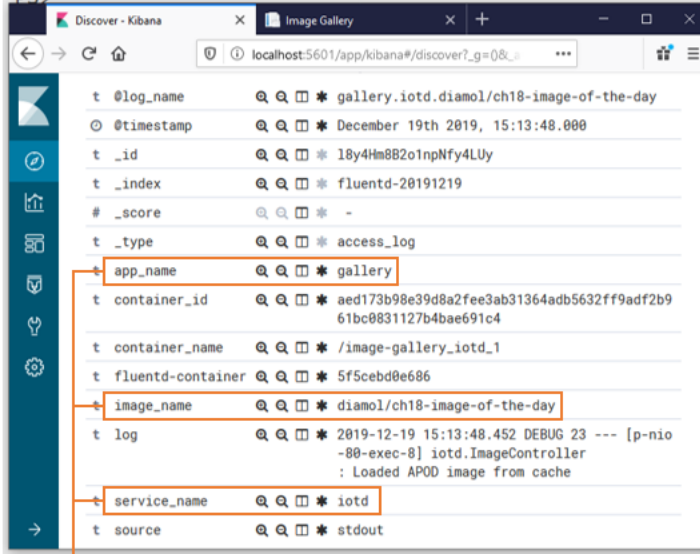 Discover - Kibana
Image Gallery
localhost:5601/app/kibana#/discover?_g=()&_a
t @log_name gallery.iotd.diamol/ch18-image-of-the-day
@timestamp December 19th 2019, 15:13:48.000
t _id l8y4Hm8B2o1npNfy4LUy
t _index fluentd-20191219
# _score -
t _type access_log
t app_name gallery
t container_id aed173b98e39d8a2fee3ab31364adb5632ff9adf2b9
61bc0831127b4bae691c4
t container_name /image-gallery_iotd_1
t fluentd-container 5f5cebd0e686
t image_name diamol/ch18-image-of-the-day
t log 2019-12-19 15:13:48.452 DEBUG 23 --- [p-nio
-80-exec-8] iotd.ImageController
: Loaded APOD image from cache
t service_name iotd
t source stdout